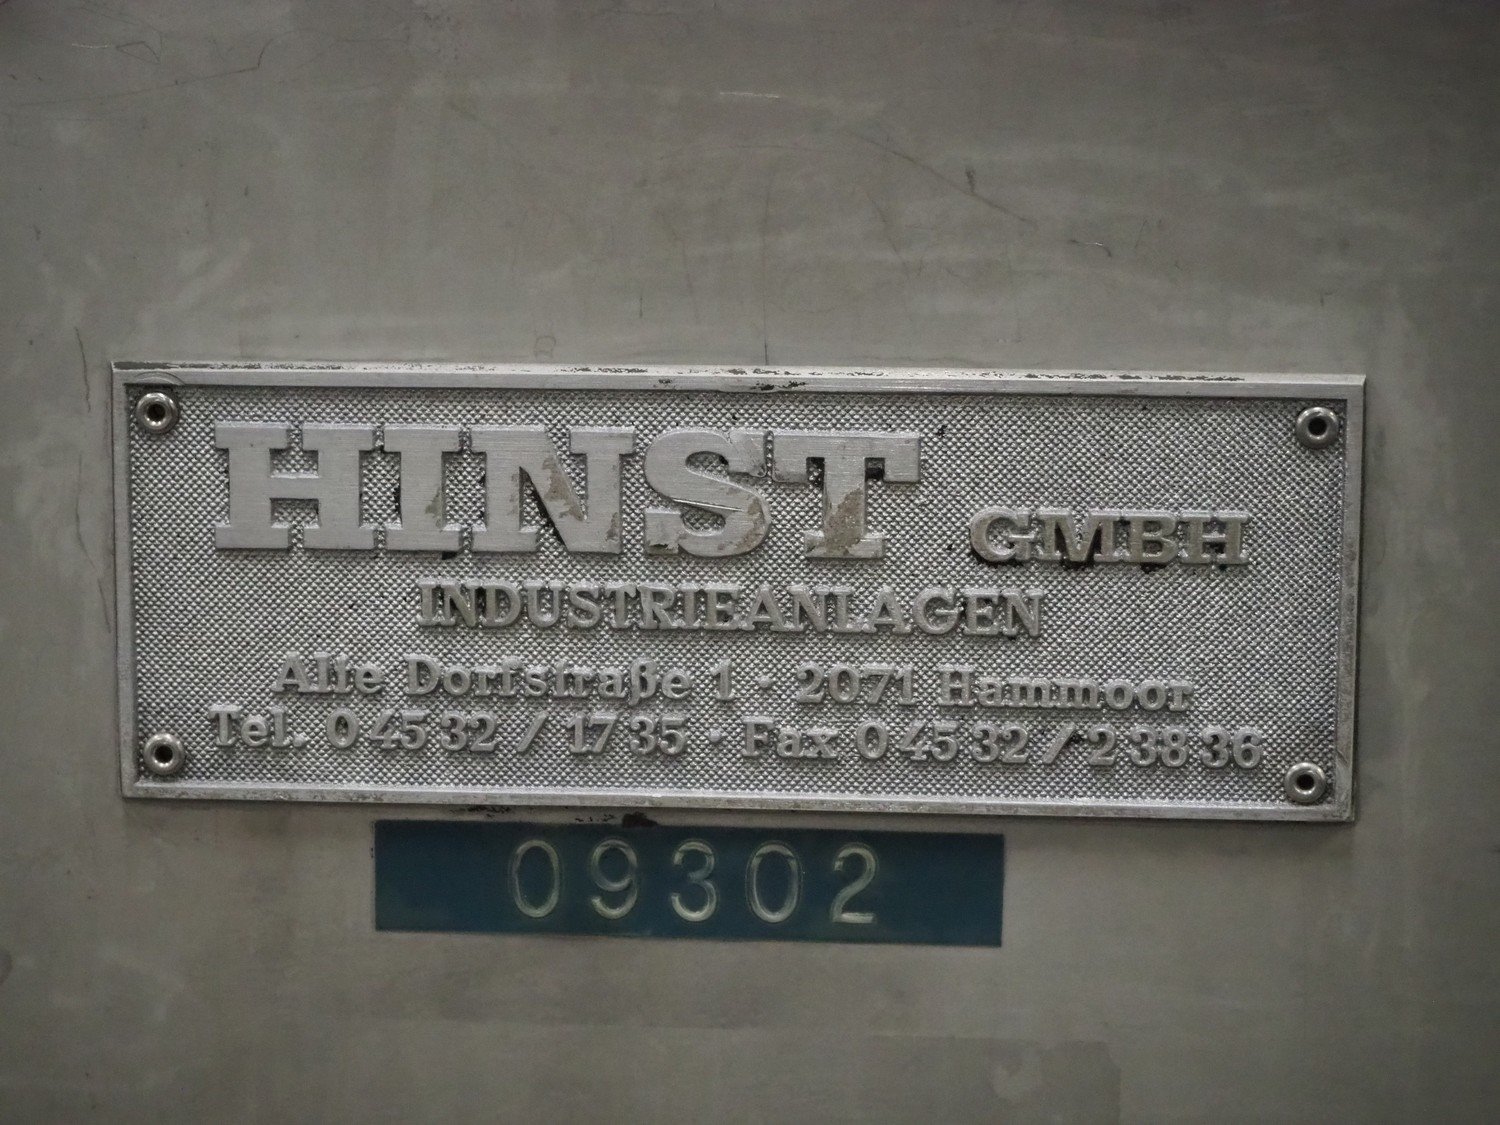 HINST GMBH
INDUSTRIEANLAGEN
Alte Dorfstraße 1 · 2071 Hammoor
Tel. 0 45 32 / 17 35 · Fax 0 45 32 / 2 38 36
09302